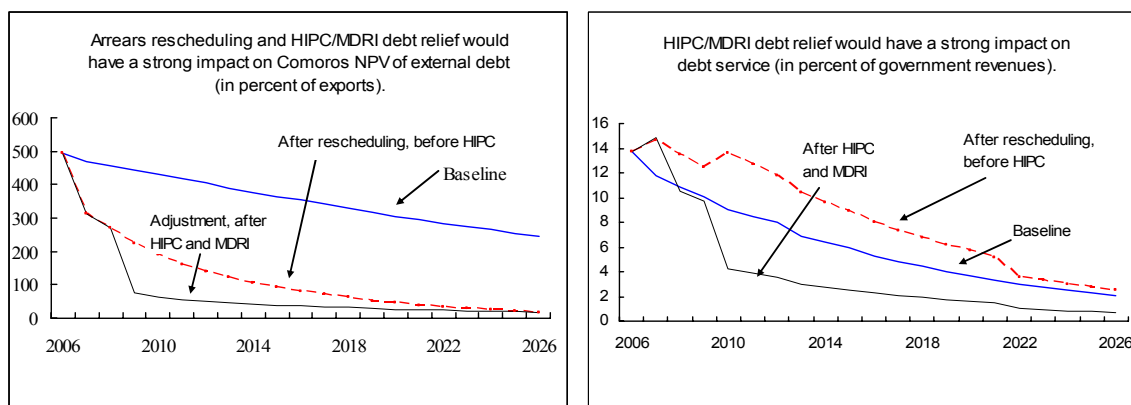 Arrears rescheduling and HIPC/MDRI debt relief would
have a strong impact on Comoros NPV of external debt
(in percent of exports).
600
500
400
300
200
100
0
After rescheduling, before HIPC
Baseline
Adjustment, after
HIPC and MDRI
2006 2010 2014 2018 2022 2026
HIPC/MDRI debt relief would have a strong impact on
debt service (in percent of government revenues).
16
14
12
10
8
6
4
2
0
After HIPC
and MDRI
After rescheduling,
before HIPC
Baseline
2006 2010 2014 2018 2022 2026